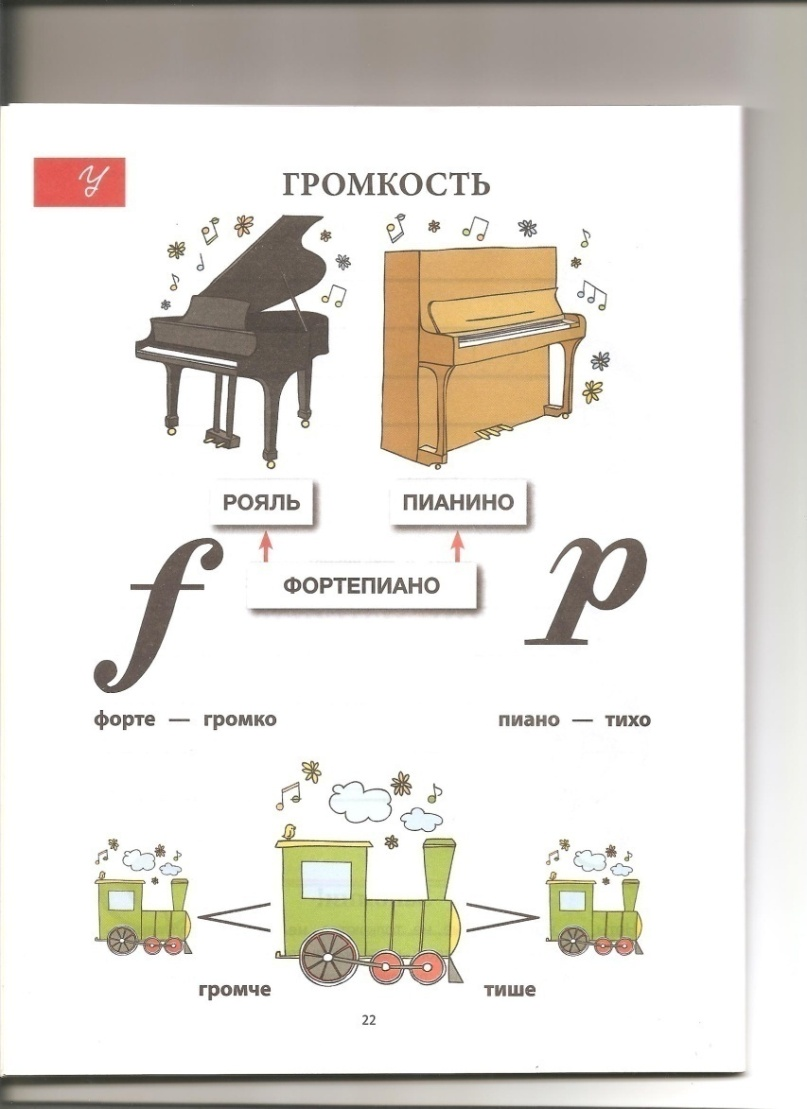 У
ГРОМКОСТЬ
РОЯЛЬ
ПИАНИНО
ФОРТЕПИАНО
f
p
форте — громко
пиано — тихо
громче
тише
22